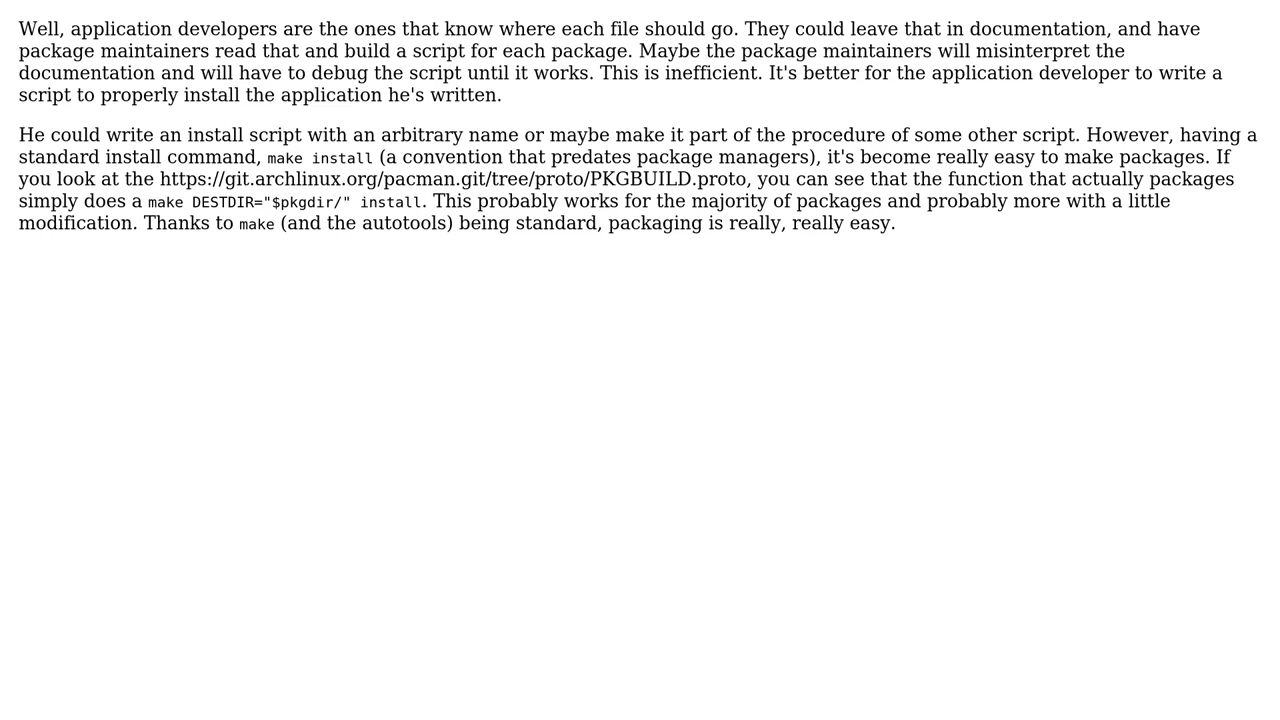 Well, application developers are the ones that know where each file should go. They could leave that in documentation, and have
package maintainers read that and build a script for each package. Maybe the package maintainers will misinterpret the
documentation and will have to debug the script until it works. This is inefficient. It's better for the application developer to write a
script to properly install the application he's written.
He could write an install script with an arbitrary name or maybe make it part of the procedure of some other script. However, having a
standard install command, make install (a convention that predates package managers), it's become really easy to make packages. If
you look at the https://git.archlinux.org/pacman.git/tree/proto/PKGBUILD.proto, you can see that the function that actually packages
simply does a make DESTDIR="$pkgdir/" install. This probably works for the majority of packages and probably more with a little
modification. Thanks to make (and the autotools) being standard, packaging is really, really easy.